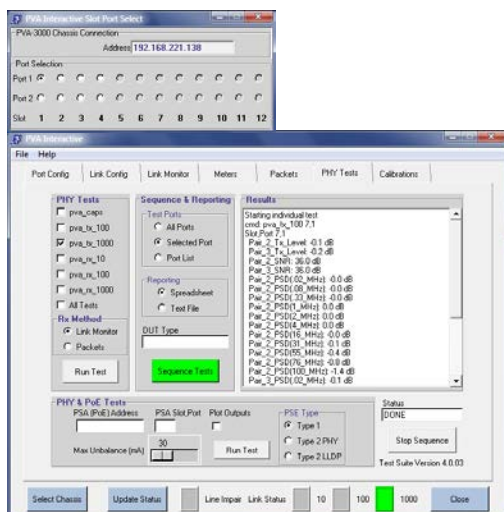 PVA Interactive Slot Port Select
PVA-3000 Chassis Connection
Address 192.168.221.138
Port Selection
Port 1
Port 2
Slot 1 2 3 4 5 6 7 8 9 10 11 12
PVA Interactive
File Help
Port Config Link Config Link Monitor Meters Packets PHY Tests Calibrations
PHY Tests
pva_caps
pva_tx_100
pva_tx_1000
pva_rx_10
pva_rx_100
pva_rx_1000
All Tests
Rx Method
Link Monitor
Packets
Run Test
Sequence & Reporting
Test Ports
All Ports
Selected Port
Port List
Reporting
Spreadsheet
Text File
DUT Type
Sequence Tests
Results
Starting individual test
cmd: pva_tx_100 7,1
Slot,Port 7,1
Pair_2_Tx_Level: -0.1 dB
Pair_3_Tx_Level: -0.2 dB
Pair_2_SNR: 36.0 dB
Pair_3_SNR: 36.0 dB
Pair_2_PSD(.02_MHz): -0.0 dB
Pair_2_PSD(.08_MHz): -0.0 dB
Pair_2_PSD(.33_MHz): -0.0 dB
Pair_2_PSD(1_MHz): 0.0 dB
Pair_2_PSD(2_MHz): 0.0 dB
Pair_2_PSD(4_MHz): 0.0 dB
Pair_2_PSD(16_MHz): -0.0 dB
Pair_2_PSD(31_MHz): -0.1 dB
Pair_2_PSD(55_MHz): -0.4 dB
Pair_2_PSD(76_MHz): -0.8 dB
Pair_2_PSD(100_MHz): -1.4 dB
Pair_3_PSD(.02_MHz): -0.1 dB
PHY & PoE Tests
PSA (PoE) Address
PSA Slot,Port
Plot Outputs
Max Unbalance (mA)
30
Run Test
PSE Type
Type 1
Type 2 PHY
Type 2 LLDP
Status
DONE
Stop Sequence
Test Suite Version 4.0.03
Select Chassis
Update Status
Line Impair Link Status 10 100 1000
Close